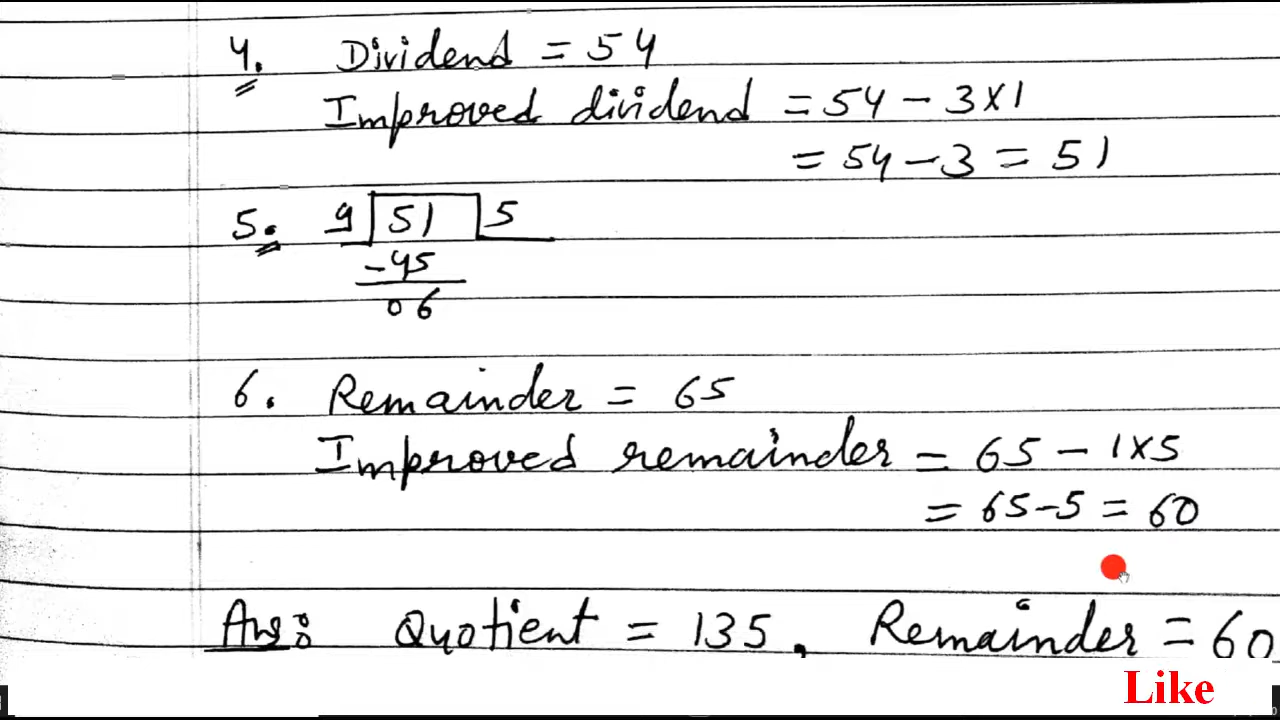 4. Dividend = 54
Improved dividend = 54 - 3×1
= 54 - 3 = 51
5. 9 51 5
-45
06
6. Remainder = 65
Improved remainder = 65 - 1×5
= 65-5 = 60
Ans: Quotient = 135, Remainder = 60
Like